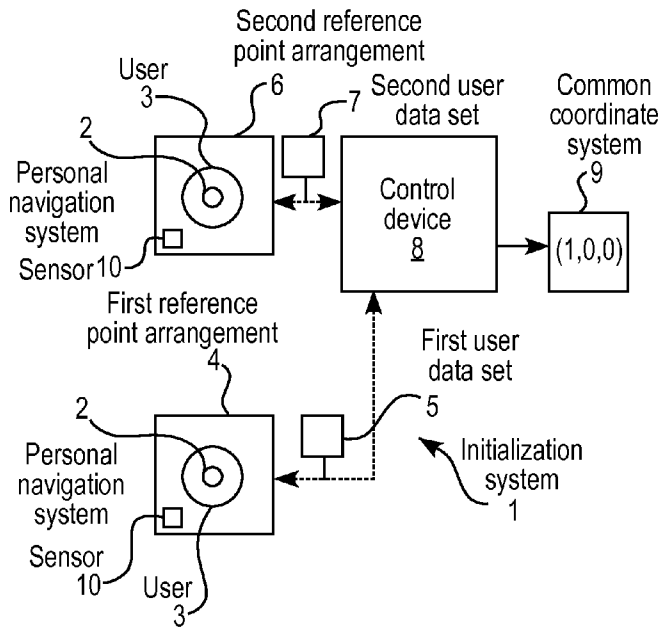 Second reference
point arrangement
6
User
3
2
7
Second user
data set
Common
coordinate
system
9
Personal
navigation
system
Sensor 10
Control
device
8
(1,0,0)
First reference
point arrangement
4
2
First user
data set
5
Personal
navigation
system
Sensor
10
User
3
Initialization
system
1